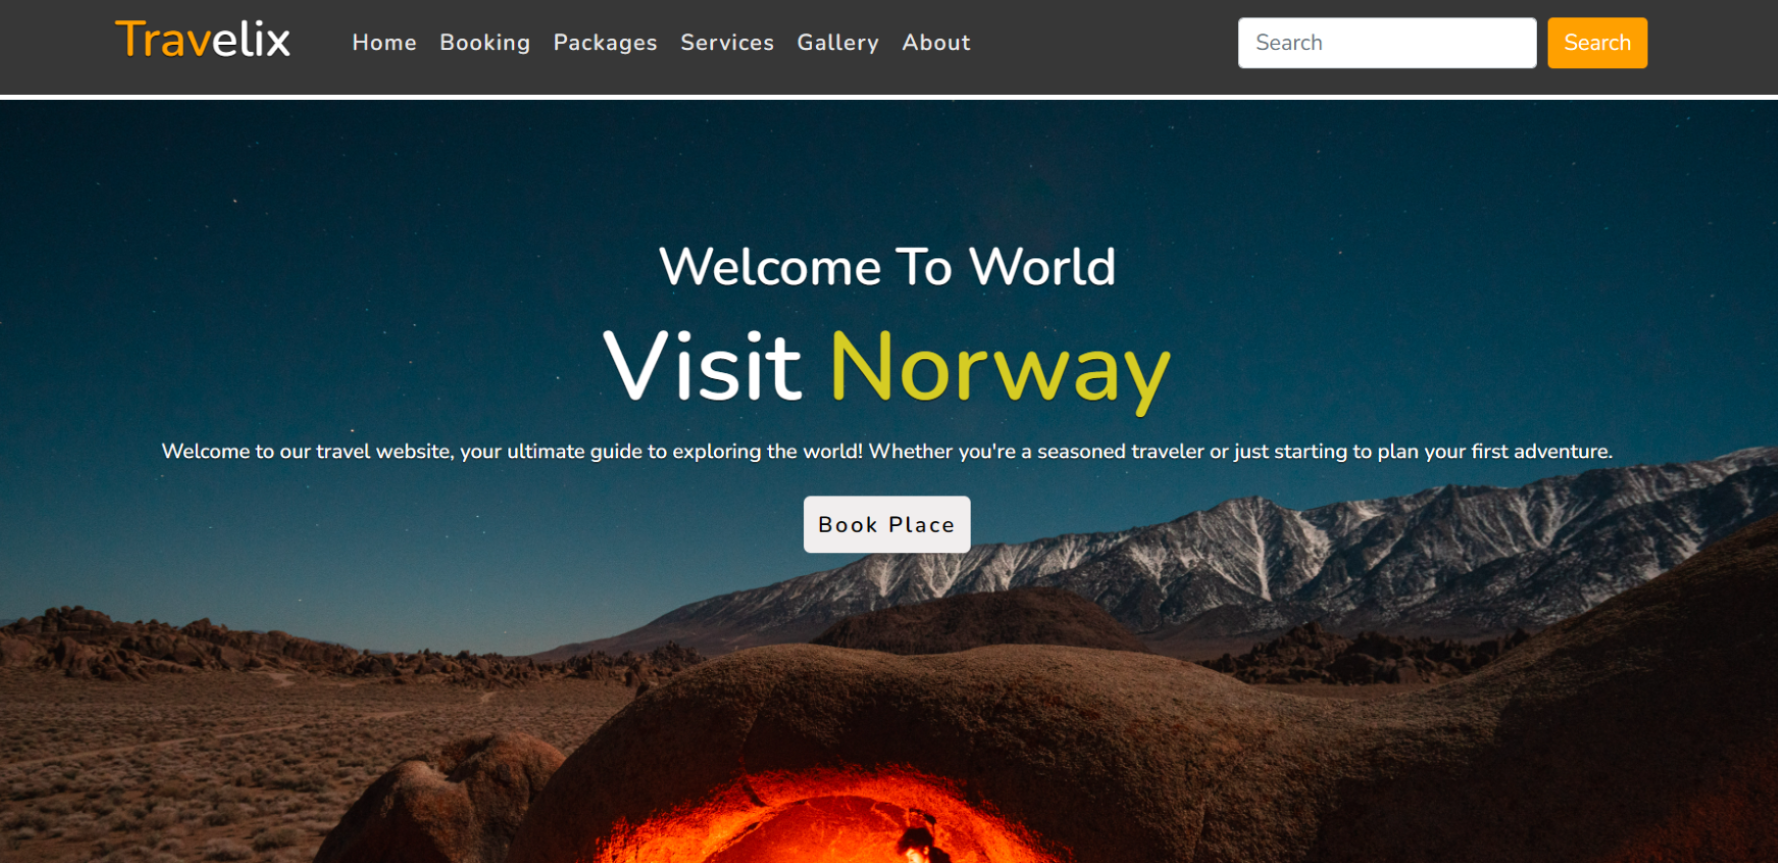 Travelix Home Booking Packages Services Gallery About Search Search
Welcome To World
Visit Norway
Welcome to our travel website, your ultimate guide to exploring the world! Whether you're a seasoned traveler or just starting to plan your first adventure.
Book Place